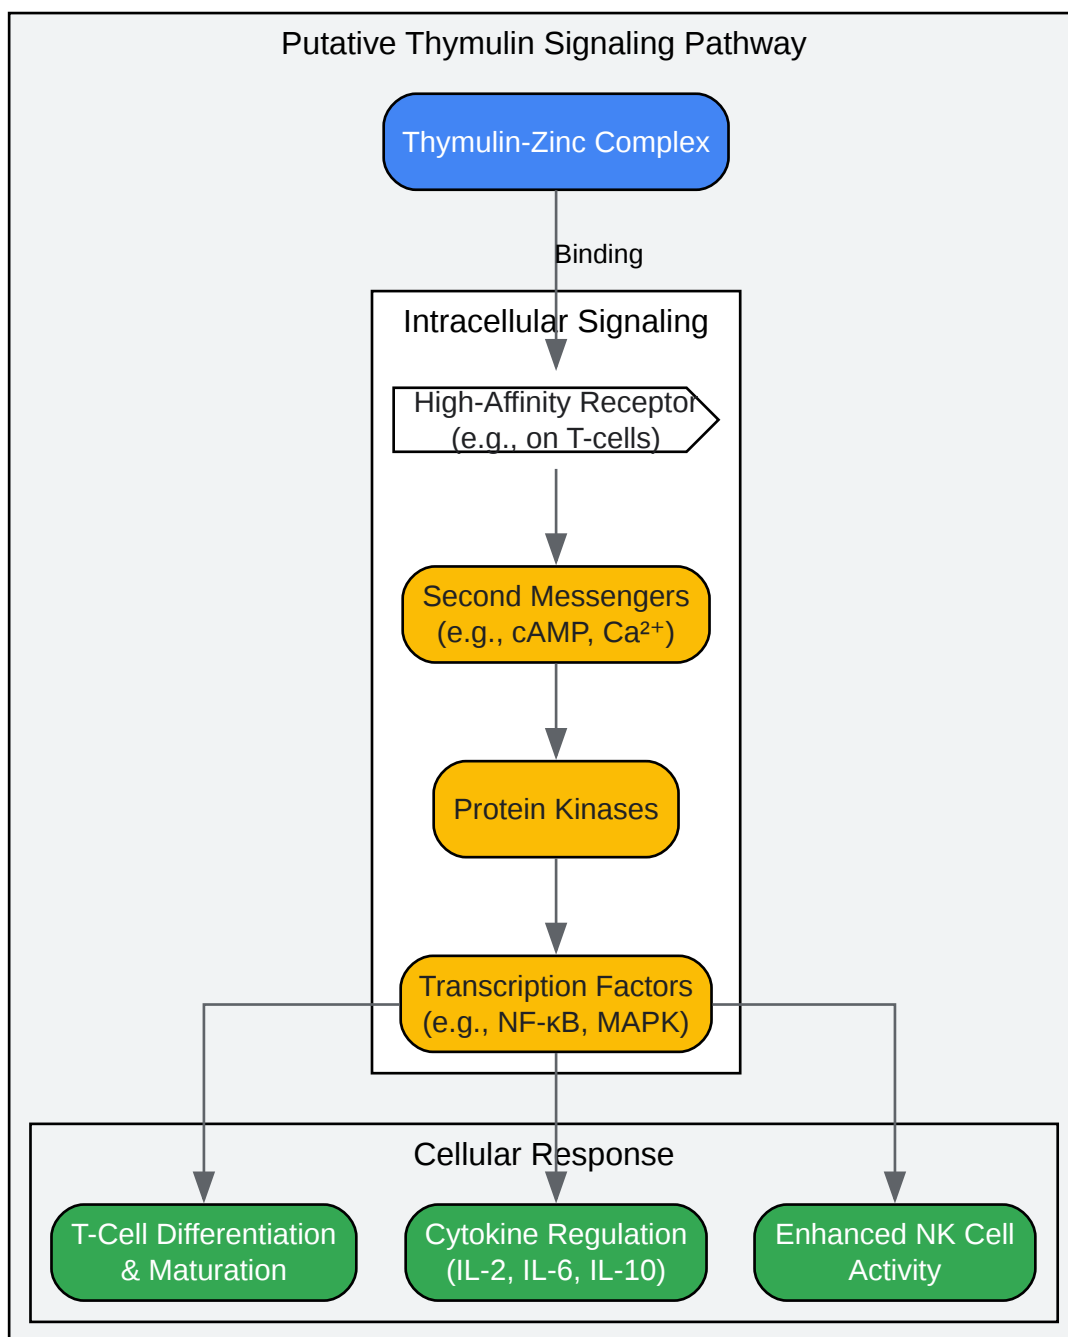 Putative Thymulin Signaling Pathway
Thymulin-Zinc Complex
Binding
Intracellular Signaling
High-Affinity Receptor
(e.g., on T-cells)
Second Messengers
(e.g., cAMP, Ca²⁺)
Protein Kinases
Transcription Factors
(e.g., NF-κB, MAPK)
Cellular Response
T-Cell Differentiation
& Maturation
Cytokine Regulation
(IL-2, IL-6, IL-10)
Enhanced NK Cell
Activity